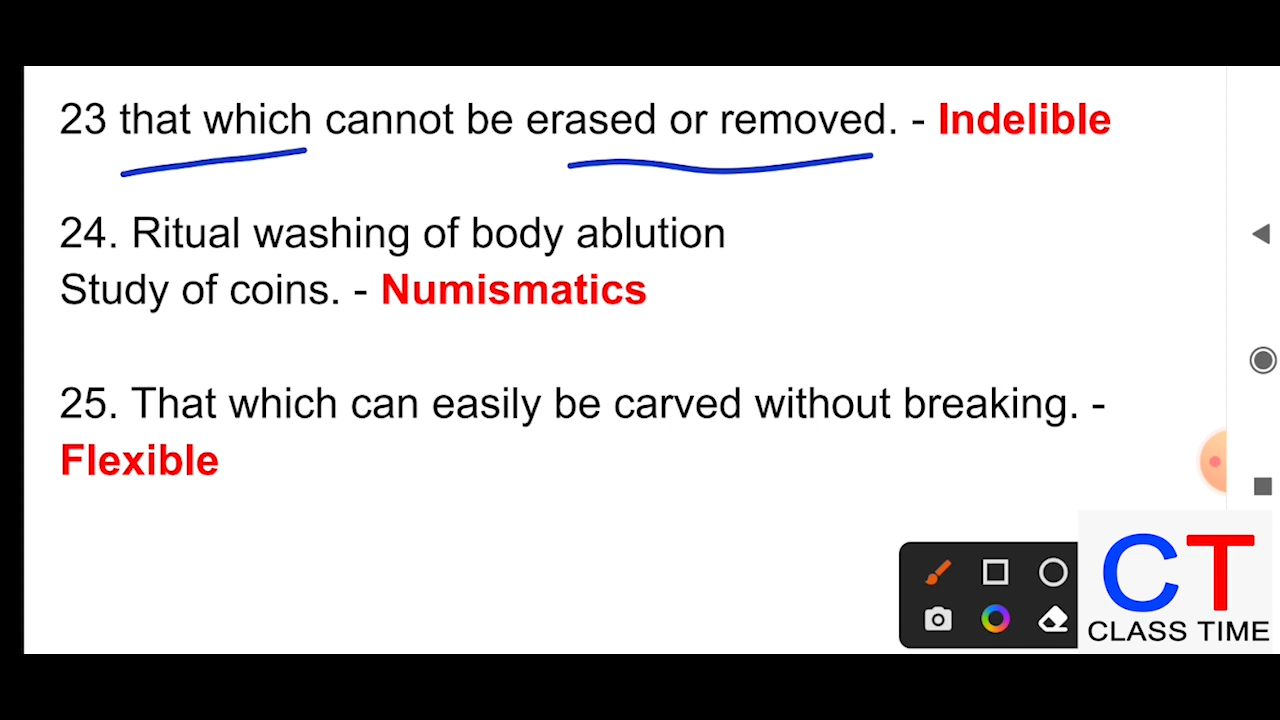 23 that which cannot be erased or removed. - Indelible
24. Ritual washing of body ablution
Study of coins. - Numismatics
25. That which can easily be carved without breaking. -
Flexible
CT
CLASS TIME